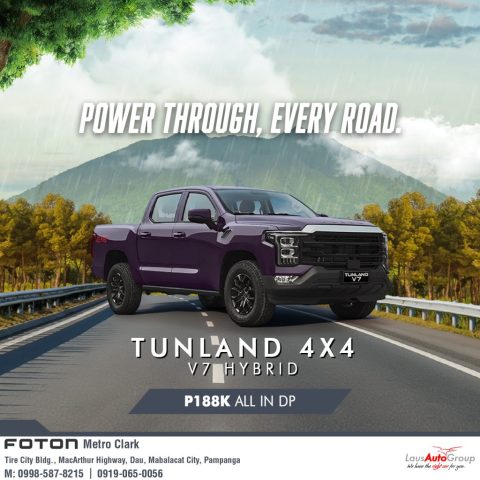 POWER THROUGH, EVERY ROAD.
TUNLAND
V7
TUNLAND 4X4
V7 HYBRID
P188K ALL IN DP
FOTON Metro Clark
Tire City Bldg., MacArthur Highway, Dau, Mabalacat City, Pampanga
M: 0998-587-8215 | 0919-065-0056
LausAutoGroup
We have the right car for you.